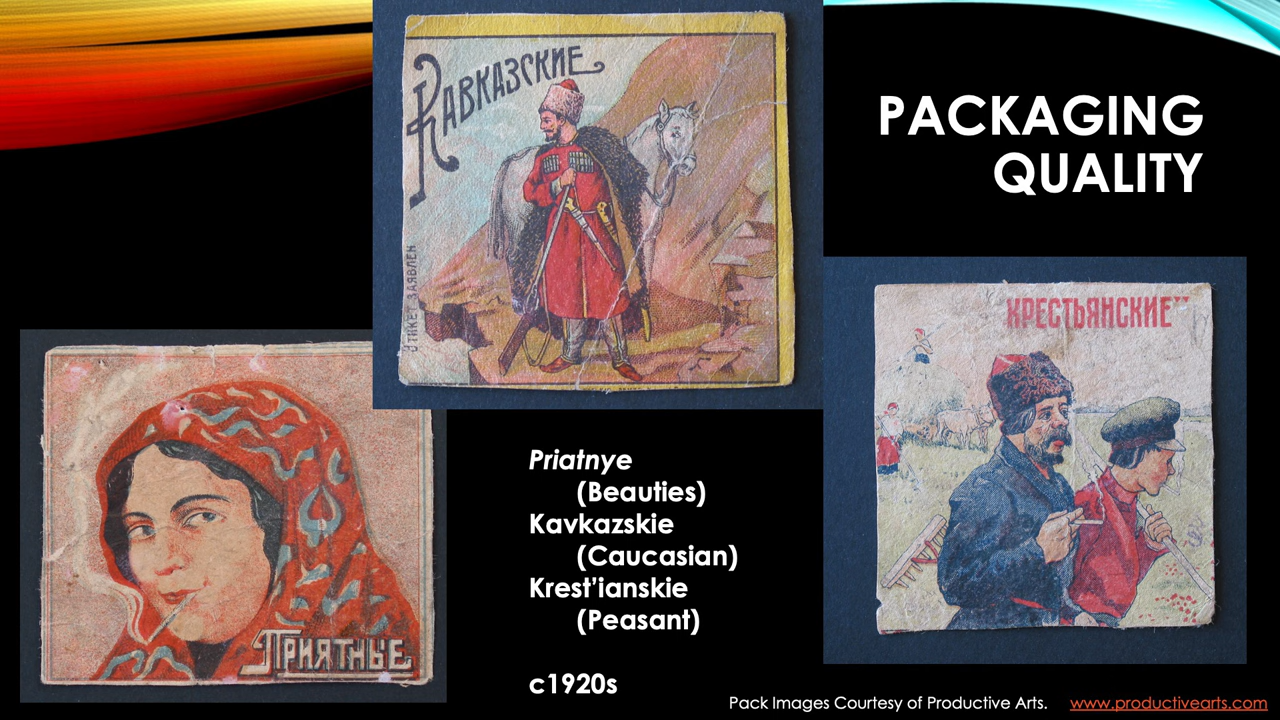 КАВКАЗСКИЕ
ЭТИКЕТ ЗАЯВЛЕН
PACKAGING
QUALITY
КРЕСТЬЯНСКИЕ"
ПРИЯТНЫЕ
Priatnye
(Beauties)
Kavkazskie
(Caucasian)
Krest'ianskie
(Peasant)
c1920s
Pack Images Courtesy of Productive Arts. www.productivearts.com